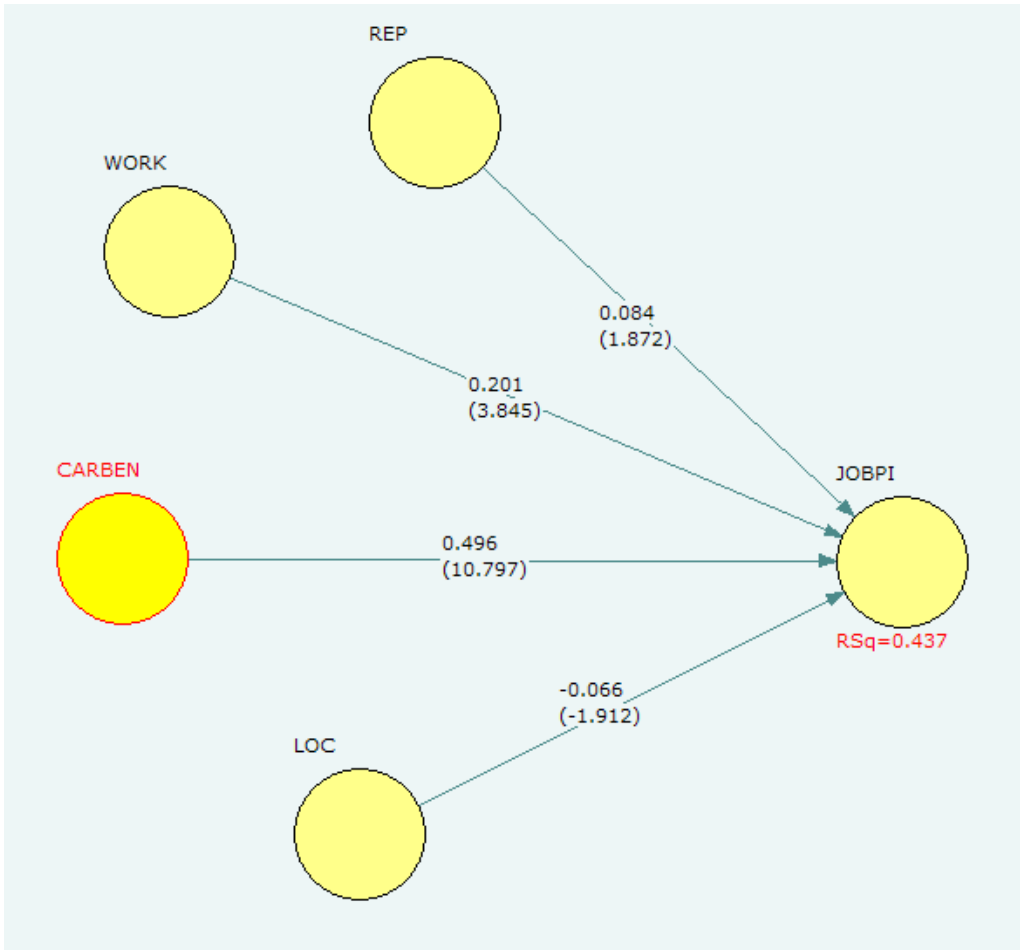 REP
WORK
0.084
(1.872)
0.201
(3.845)
CARBEN
JOBPI
0.496
(10.797)
RSq=0.437
-0.066
(-1.912)
LOC